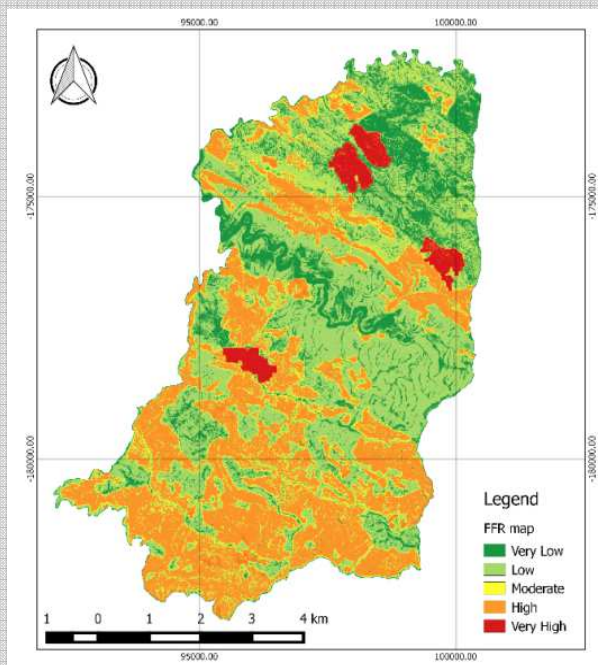 95000.00 100000.00
-175000.00 -175000.00
-180000.00 -180000.00
Legend
FFR map
Very Low
Low
Moderate
High
Very High
1 0 1 2 3 4 km
95000.00 100000.00